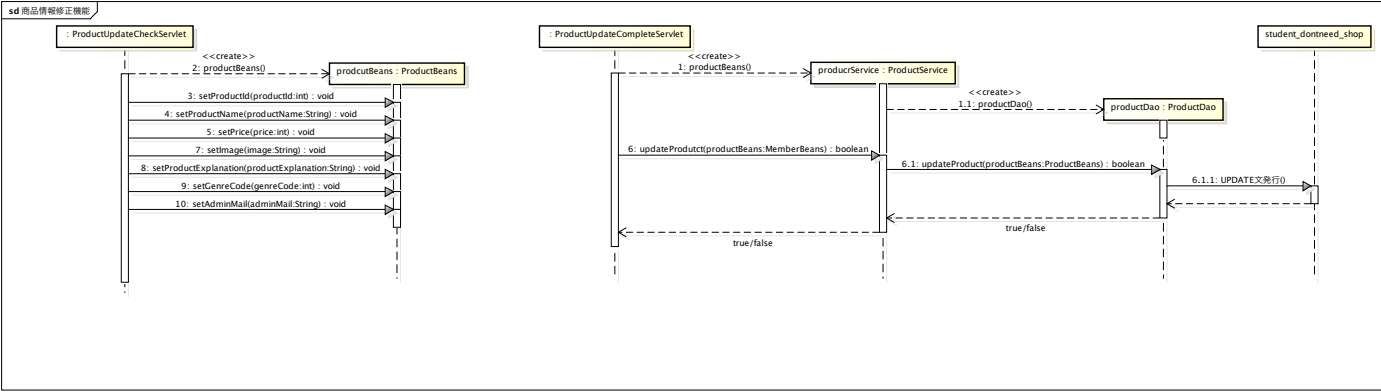 sd 商品情報修正機能
: ProductUpdateCheckServlet
: ProductUpdateCompleteServlet
student_dontneed_shop
<<create>>
2: productBeans()
prodcutBeans : ProductBeans
<<create>>
1: productBeans()
producrService : ProductService
<<create>>
1.1: productDao()
productDao : ProductDao
3: setProductId(productId:int) : void
4: setProductName(productName:String) : void
5: setPrice(price:int) : void
7: setImage(image:String) : void
8: setProductExplanation(productExplanation:String) : void
9: setGenreCode(genreCode:int) : void
10: setAdminMail(adminMail:String) : void
6: updateProdutct(productBeans:MemberBeans) : boolean
6.1: updateProduct(productBeans:ProductBeans) : boolean
6.1.1: UPDATE文発行()
true/false
true/false